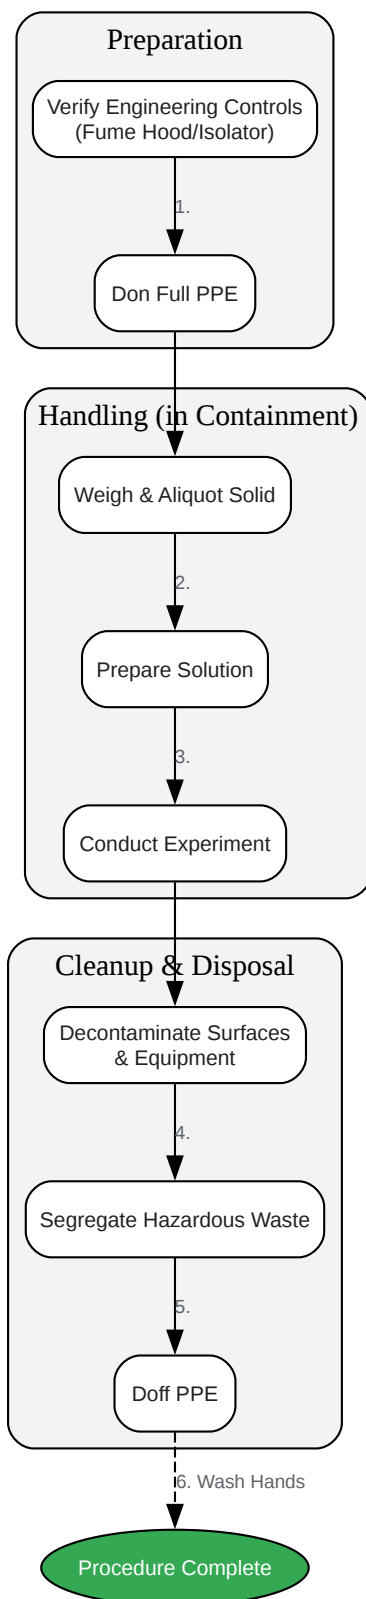 Preparation
Verify Engineering Controls
(Fume Hood/Isolator)
1.
Don Full PPE
Handling (in Containment)
Weigh & Aliquot Solid
2.
Prepare Solution
3.
Conduct Experiment
Cleanup & Disposal
Decontaminate Surfaces
& Equipment
4.
Segregate Hazardous Waste
5.
Doff PPE
6. Wash Hands
Procedure Complete